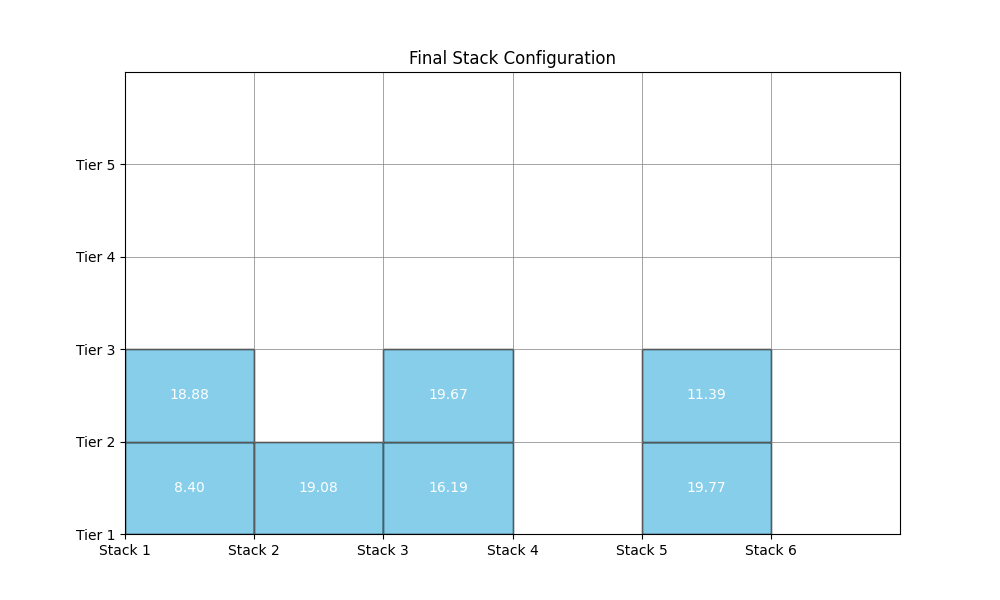 Final Stack Configuration
Tier 5
Tier 4
Tier 3
18.88 19.67 11.39
Tier 2
8.40 19.08 16.19 19.77
Tier 1
Stack 1 Stack 2 Stack 3 Stack 4 Stack 5 Stack 6